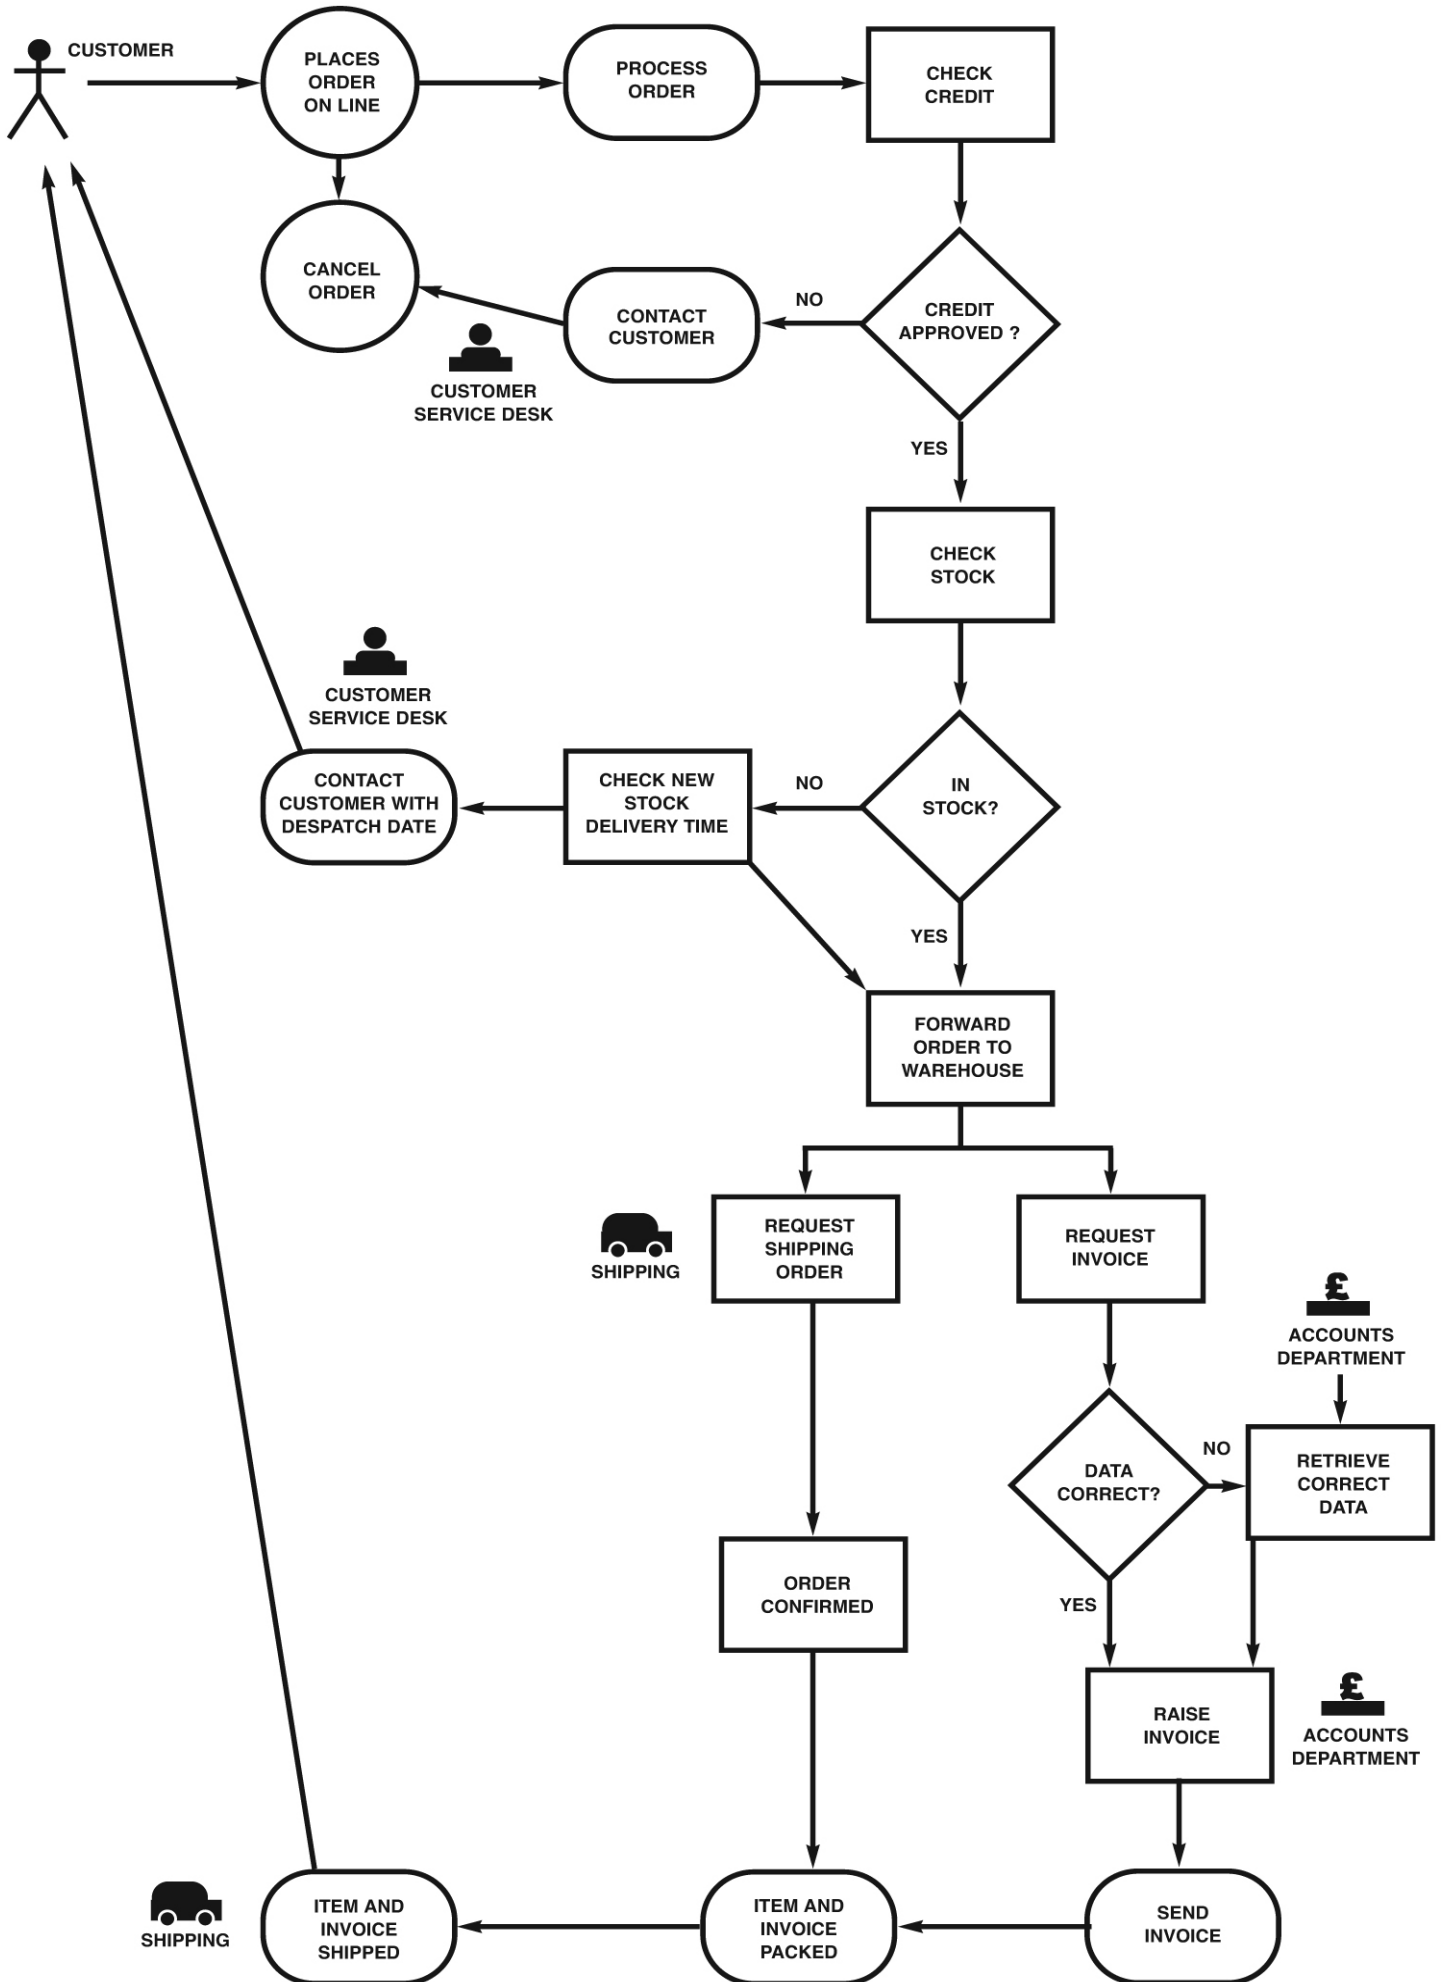 CUSTOMER
PLACES
ORDER
ON LINE
PROCESS
ORDER
CHECK
CREDIT
CANCEL
ORDER
CONTACT
CUSTOMER
NO
CREDIT
APPROVED ?
CUSTOMER
SERVICE DESK
YES
CHECK
STOCK
CUSTOMER
SERVICE DESK
CONTACT
CUSTOMER WITH
DESPATCH DATE
CHECK NEW
STOCK
DELIVERY TIME
NO
IN
STOCK?
YES
FORWARD
ORDER TO
WAREHOUSE
SHIPPING
REQUEST
SHIPPING
ORDER
REQUEST
INVOICE
£
ACCOUNTS
DEPARTMENT
DATA
CORRECT?
NO
RETRIEVE
CORRECT
DATA
ORDER
CONFIRMED
YES
RAISE
INVOICE
£
ACCOUNTS
DEPARTMENT
SHIPPING
ITEM AND
INVOICE
SHIPPED
ITEM AND
INVOICE
PACKED
SEND
INVOICE